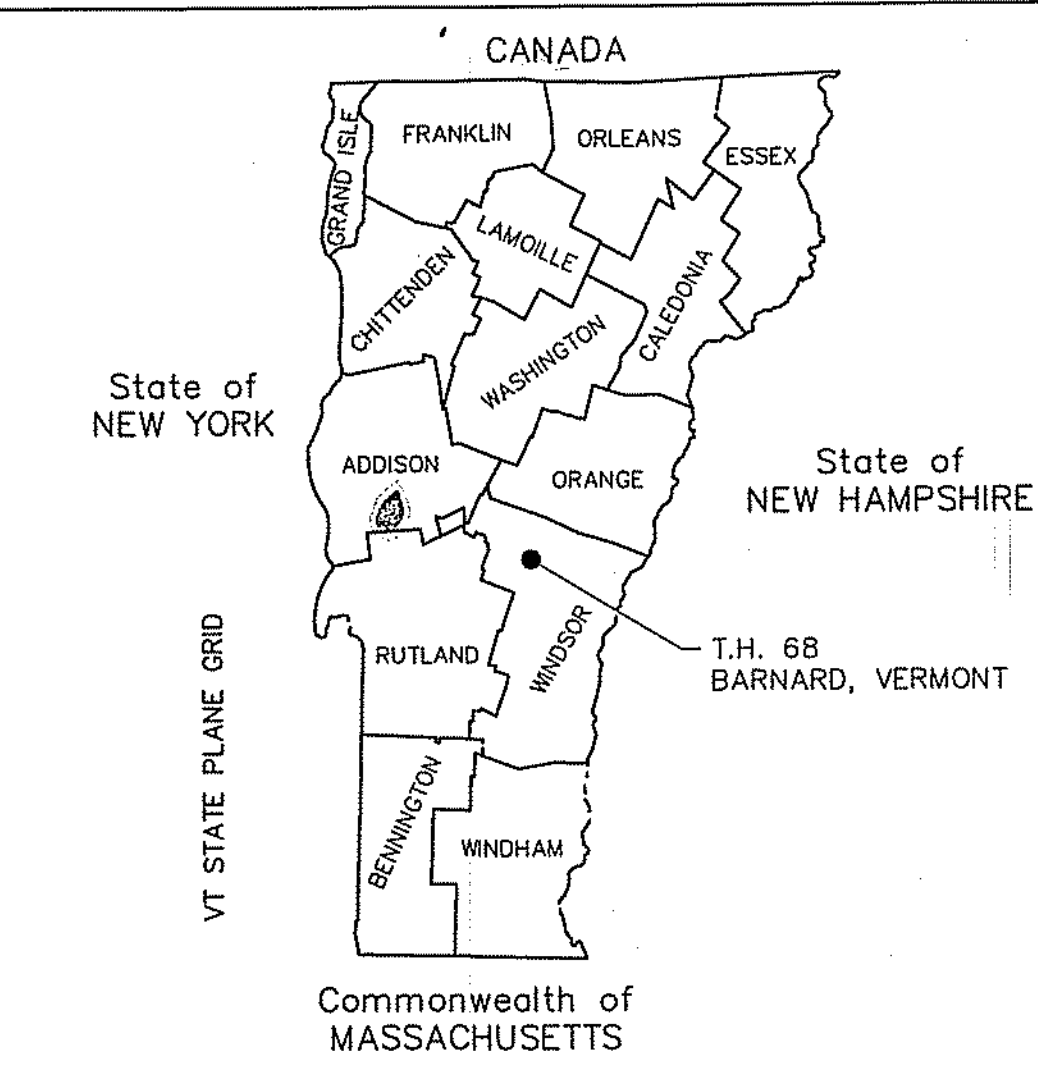 CANADA
GRAND ISLE
FRANKLIN
ORLEANS
ESSEX
LAMOILLE
CHITTENDEN
CALEDONIA
WASHINGTON
State of
NEW YORK
ADDISON
ORANGE
State of
NEW HAMPSHIRE
RUTLAND
WINDSOR
T.H. 68
BARNARD, VERMONT
VT STATE PLANE GRID
BENNINGTON
WINDHAM
Commonwealth of
MASSACHUSETTS